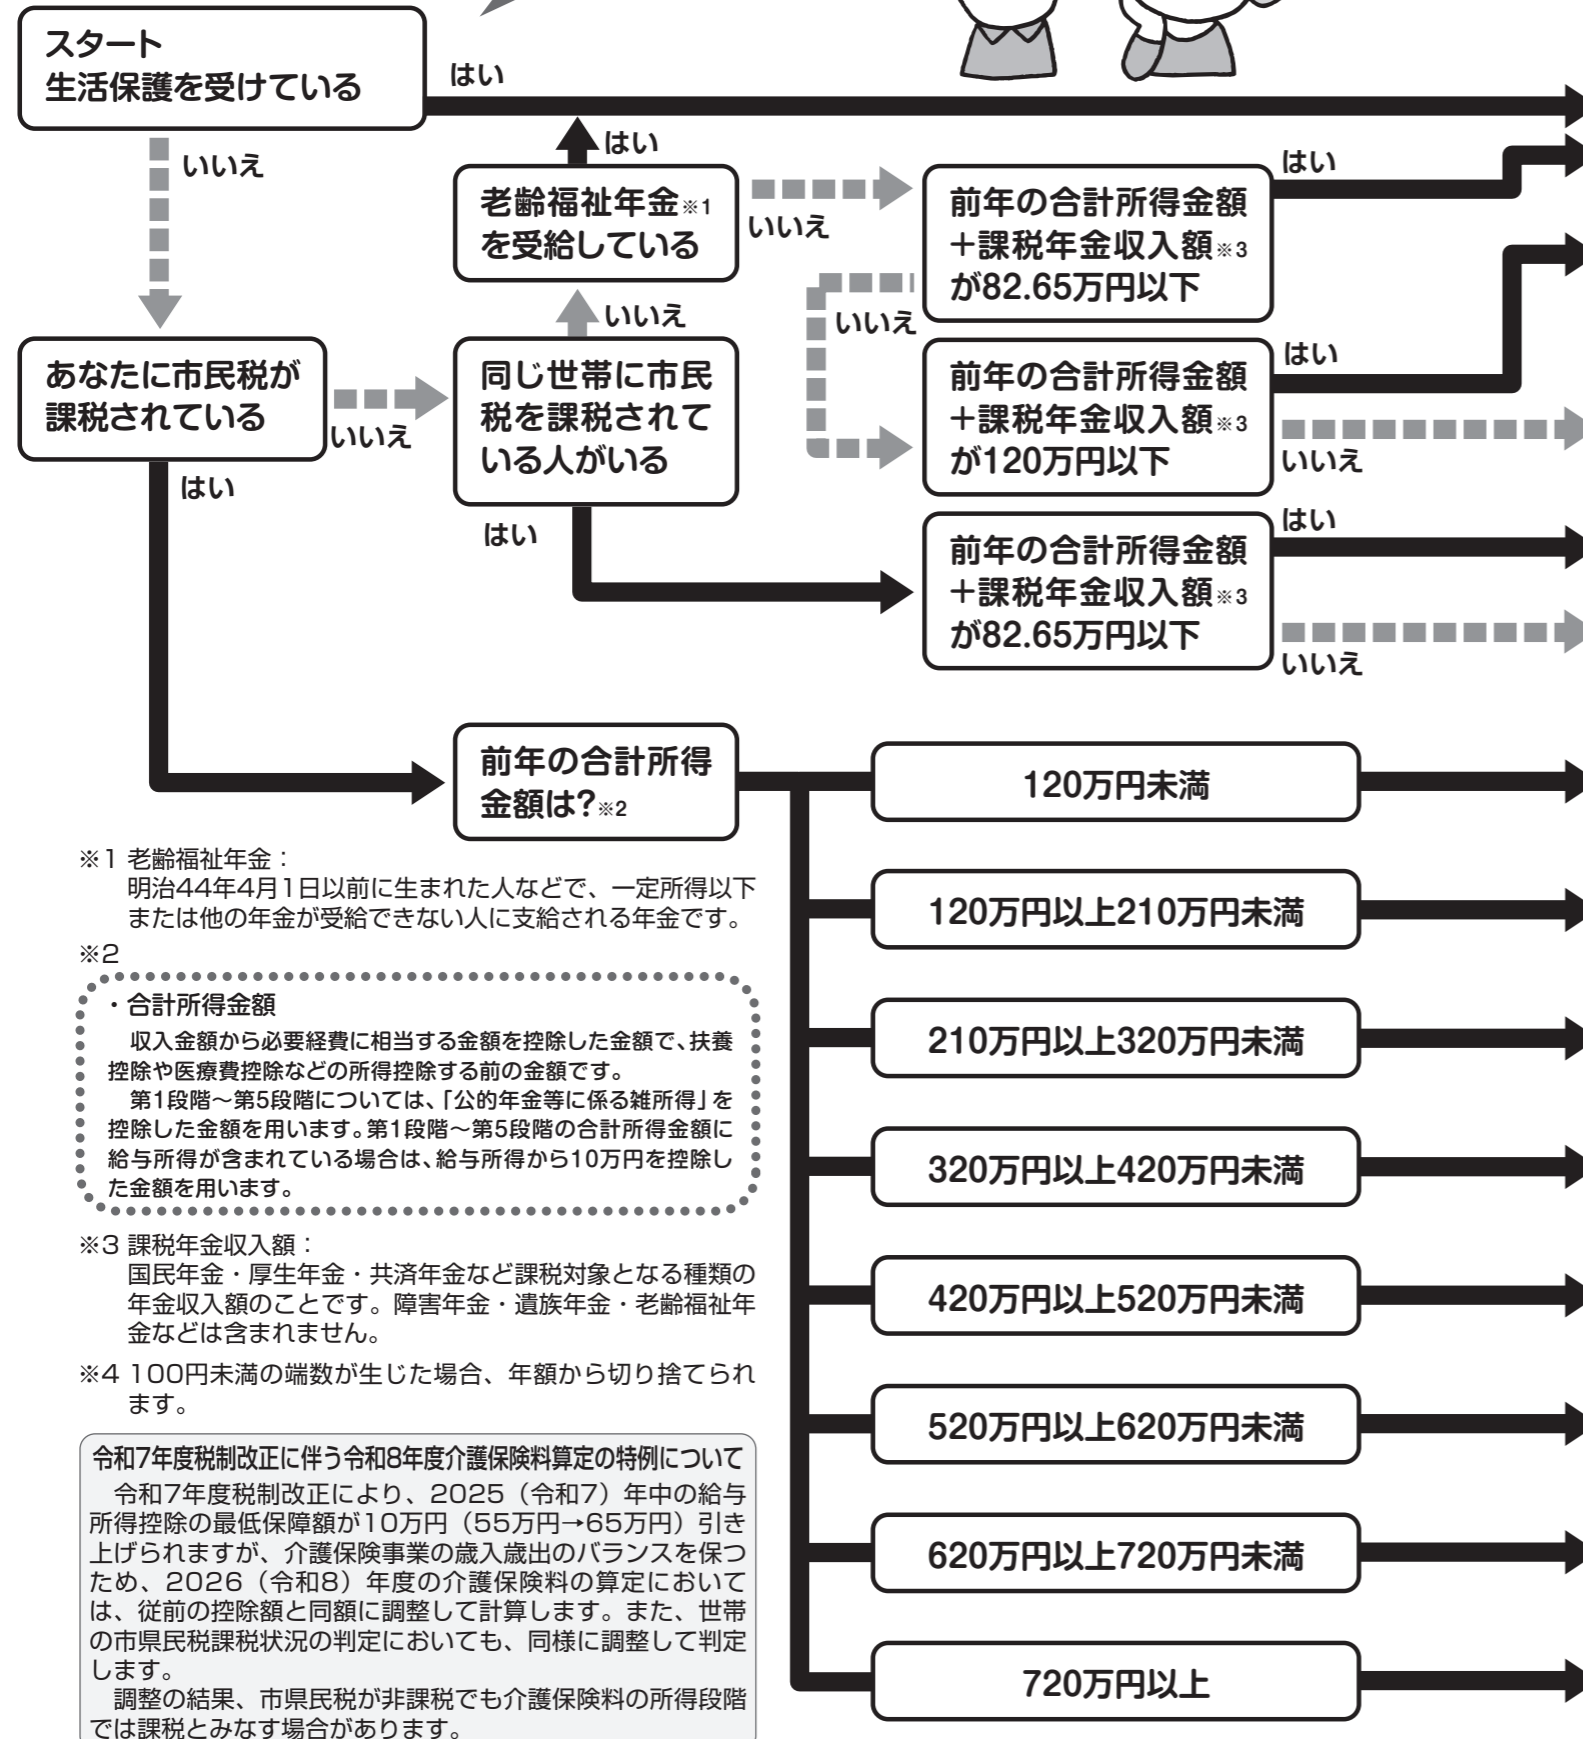 スタート
生活保護を受けている
はい
いいえ
はい
老齢福祉年金※1
を受給している
いいえ
前年の合計所得金額
＋課税年金収入額※3
が82.65万円以下
はい
いいえ
いいえ
あなたに市民税が
課税されている
いいえ
はい
同じ世帯に市民
税を課税されて
いる人がいる
はい
前年の合計所得金額
＋課税年金収入額※3
が120万円以下
はい
いいえ
前年の合計所得金額
＋課税年金収入額※3
が82.65万円以下
はい
いいえ
前年の合計所得
金額は?※2
120万円未満
120万円以上210万円未満
210万円以上320万円未満
320万円以上420万円未満
420万円以上520万円未満
520万円以上620万円未満
620万円以上720万円未満
720万円以上
※1 老齢福祉年金：
明治44年4月1日以前に生まれた人などで、一定所得以下
または他の年金が受給できない人に支給される年金です。
※2
・合計所得金額
収入金額から必要経費に相当する金額を控除した金額で、扶養
控除や医療費控除などの所得控除する前の金額です。
第1段階～第5段階については、「公的年金等に係る雑所得」を
控除した金額を用います。第1段階～第5段階の合計所得金額に
給与所得が含まれている場合は、給与所得から10万円を控除し
た金額を用います。
※3 課税年金収入額：
国民年金・厚生年金・共済年金など課税対象となる種類の
年金収入額のことです。障害年金・遺族年金・老齢福祉年
金などは含まれません。
※4 100円未満の端数が生じた場合、年額から切り捨てられ
ます。
令和7年度税制改正に伴う令和8年度介護保険料算定の特例について
令和7年度税制改正により、2025（令和7）年中の給与
所得控除の最低保障額が10万円（55万円→65万円）引き
上げられますが、介護保険事業の歳入歳出のバランスを保つ
ため、2026（令和8）年度の介護保険料の算定において
は、従前の控除額と同額に調整して計算します。また、世帯
の市県民税課税状況の判定においても、同様に調整して判定
します。
調整の結果、市県民税が非課税でも介護保険料の所得段階
では課税とみなす場合があります。